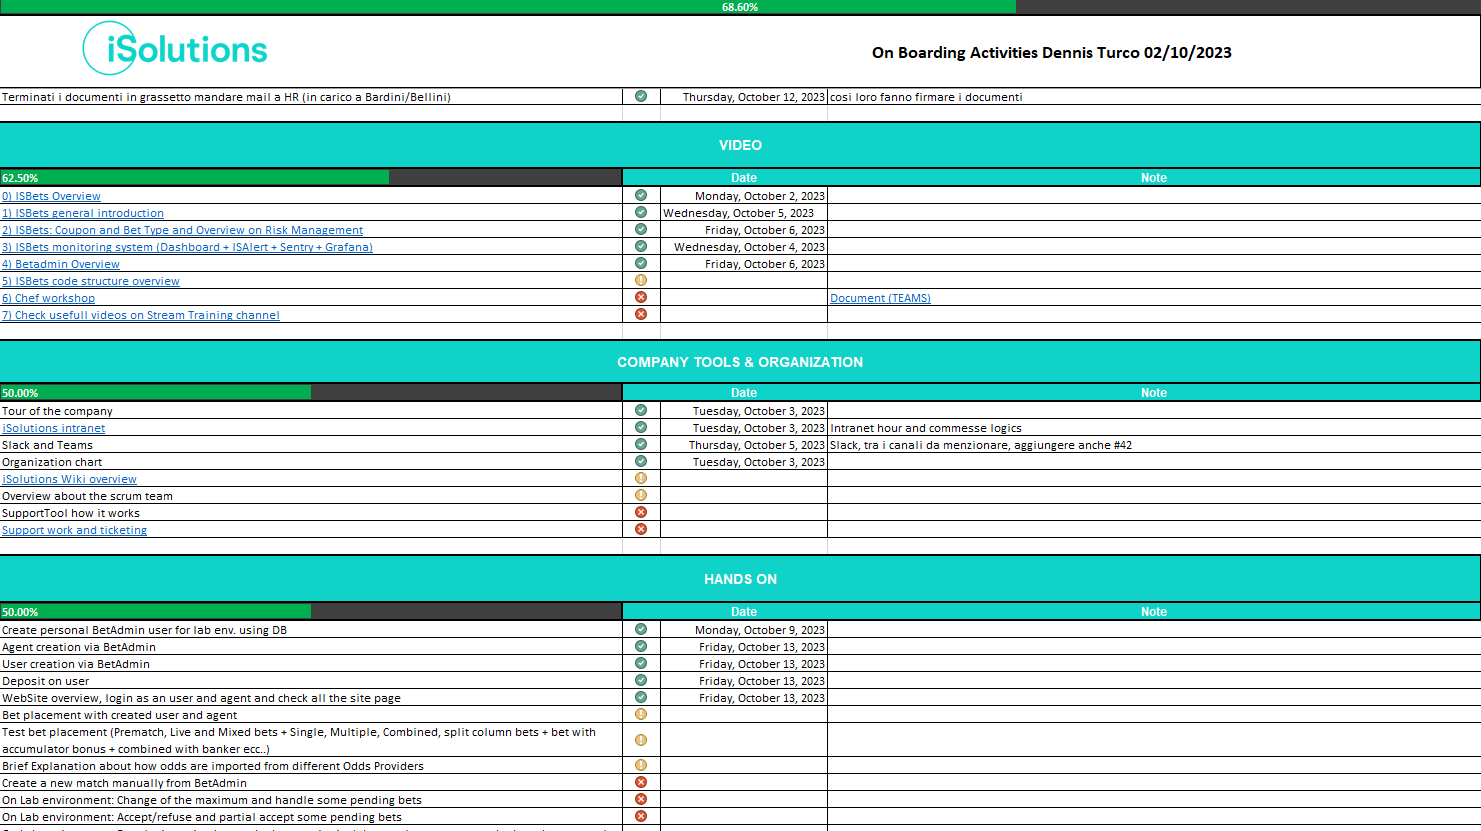 68.60%
iSolutions
On Boarding Activities Dennis Turco 02/10/2023
Terminati i documenti in grassetto mandare mail a HR (in carico a Bardini/Bellini) Thursday, October 12, 2023 così loro fanno firmare i documenti
VIDEO
62.50% Date Note
0) ISBets Overview Monday, October 2, 2023
1) ISBets general introduction Wednesday, October 5, 2023
2) ISBets: Coupon and Bet Type and Overview on Risk Management Friday, October 6, 2023
3) ISBets monitoring system (Dashboard + ISAlert + Sentry + Grafana) Wednesday, October 4, 2023
4) Betadmin Overview Friday, October 6, 2023
5) ISBets code structure overview
6) Chef workshop Document (TEAMS)
7) Check usefull videos on Stream Training channel
COMPANY TOOLS & ORGANIZATION
50.00% Date Note
Tour of the company Tuesday, October 3, 2023
iSolutions intranet Tuesday, October 3, 2023 Intranet hour and commesse logics
Slack and Teams Thursday, October 5, 2023 Slack, tra i canali da menzionare, aggiungere anche #42
Organization chart Tuesday, October 3, 2023
iSolutions Wiki overview
Overview about the scrum team
SupportTool how it works
Support work and ticketing
HANDS ON
50.00% Date Note
Create personal BetAdmin user for lab env. using DB Monday, October 9, 2023
Agent creation via BetAdmin Friday, October 13, 2023
User creation via BetAdmin Friday, October 13, 2023
Deposit on user Friday, October 13, 2023
WebSite overview, login as an user and agent and check all the site page Friday, October 13, 2023
Bet placement with created user and agent
Test bet placement (Prematch, Live and Mixed bets + Single, Multiple, Combined, split column bets + bet with
accumulator bonus + combined with banker ecc..)
Brief Explanation about how odds are imported from different Odds Providers
Create a new match manually from BetAdmin
On Lab environment: Change of the maximum and handle some pending bets
On Lab environment: Accept/refuse and partial accept some pending bets